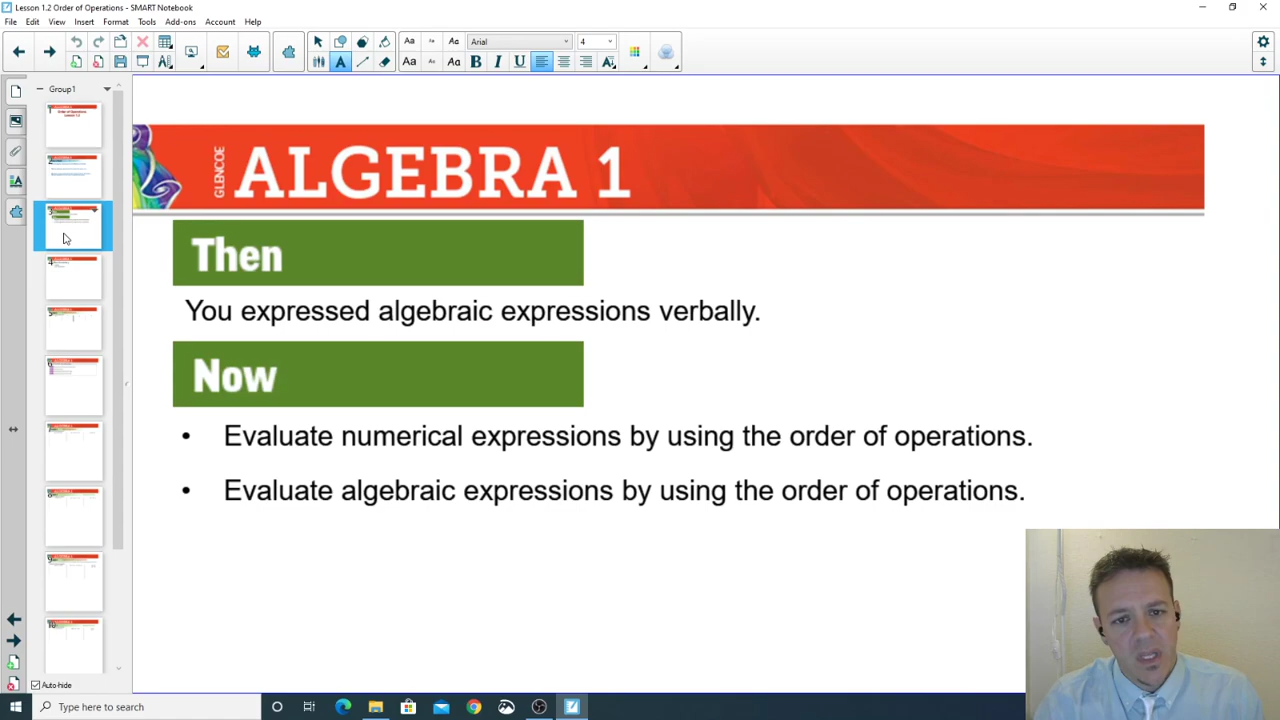 Lesson 1.2 Order of Operations - SMART Notebook
File Edit View Insert Format Tools Add-ons Account Help
Arial 4
Group1
GLENCOE ALGEBRA 1
Then
You expressed algebraic expressions verbally.
Now
• Evaluate numerical expressions by using the order of operations.
• Evaluate algebraic expressions by using the order of operations.
Auto-hide
Type here to search